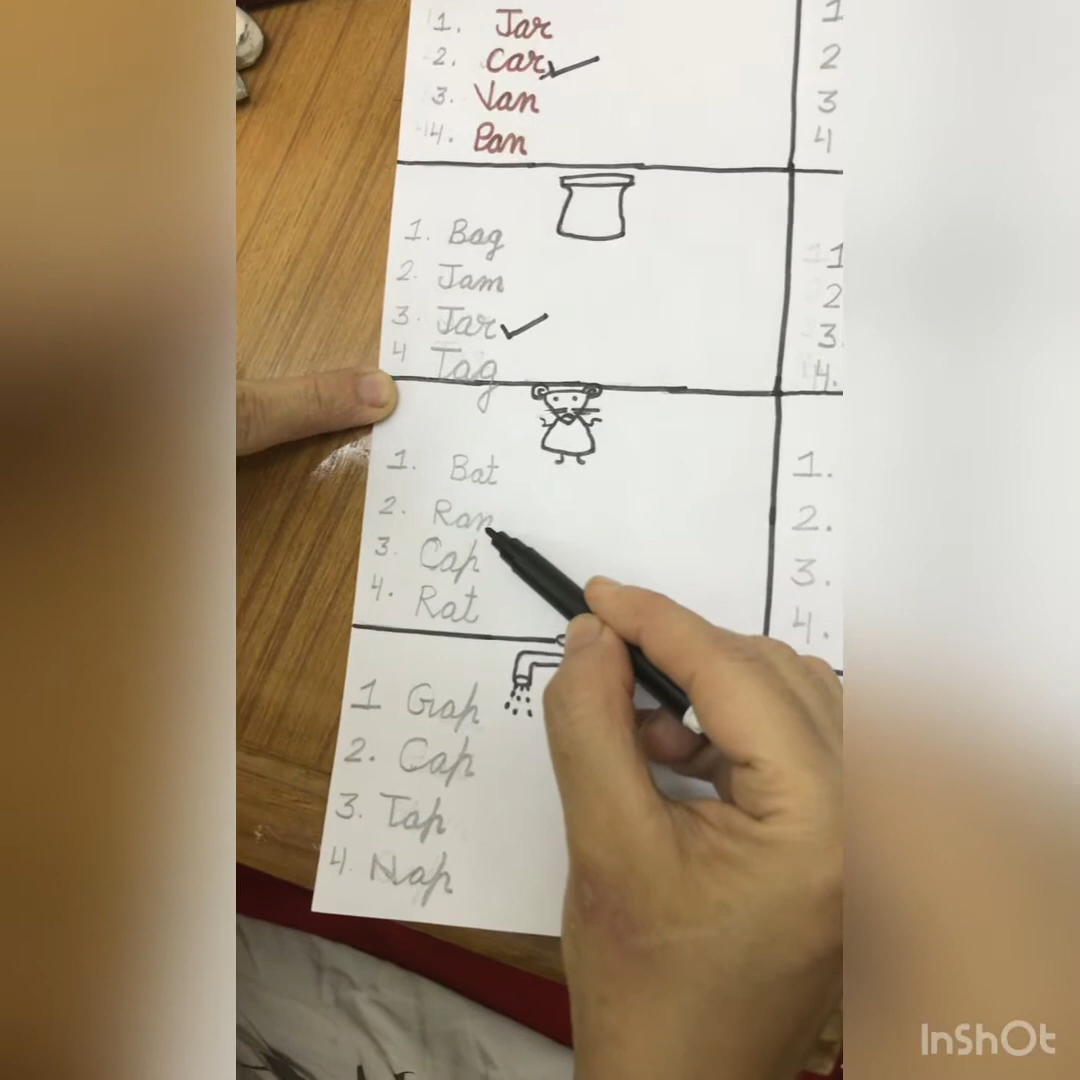 1. Jar
2. Car
3. Van
4. Pan
1
2
3
4
1. Bag
2. Jam
3. Jar
4 Tag
1
2
3.
4.
1. Bat
2. Ran
3. Cap
4. Rat
1.
2.
3.
4.
1 Gap
2. Cap
3. Tap
4. Nap
InShOt